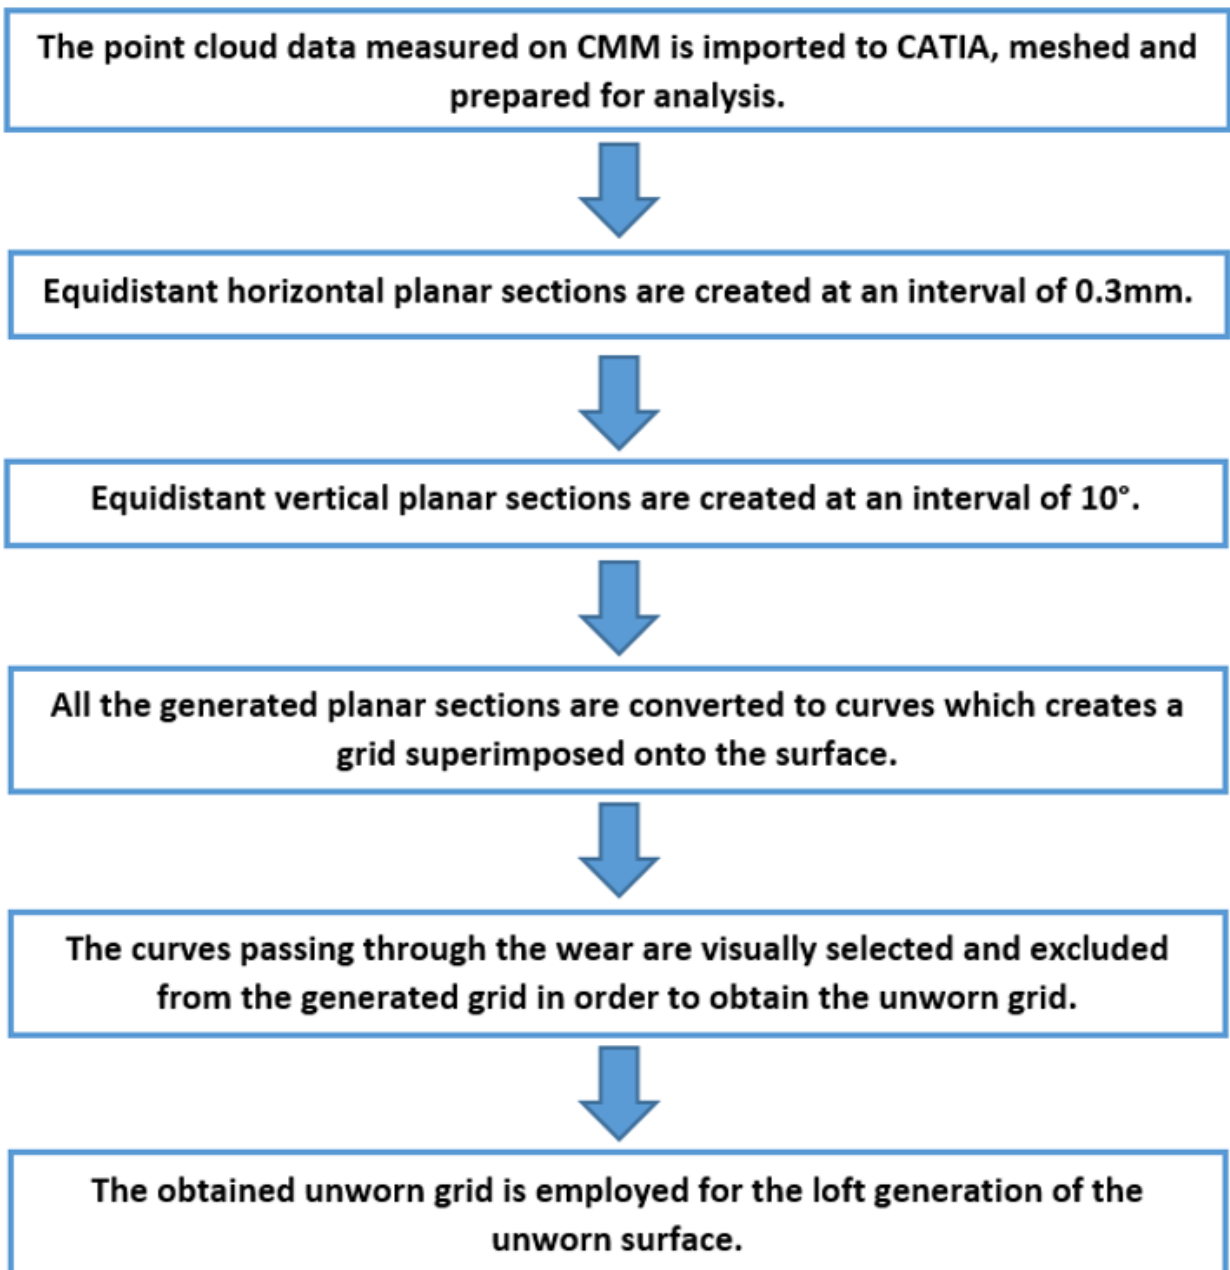 The point cloud data measured on CMM is imported to CATIA, meshed and
prepared for analysis.
Equidistant horizontal planar sections are created at an interval of 0.3mm.
Equidistant vertical planar sections are created at an interval of 10°.
All the generated planar sections are converted to curves which creates a
grid superimposed onto the surface.
The curves passing through the wear are visually selected and excluded
from the generated grid in order to obtain the unworn grid.
The obtained unworn grid is employed for the loft generation of the
unworn surface.